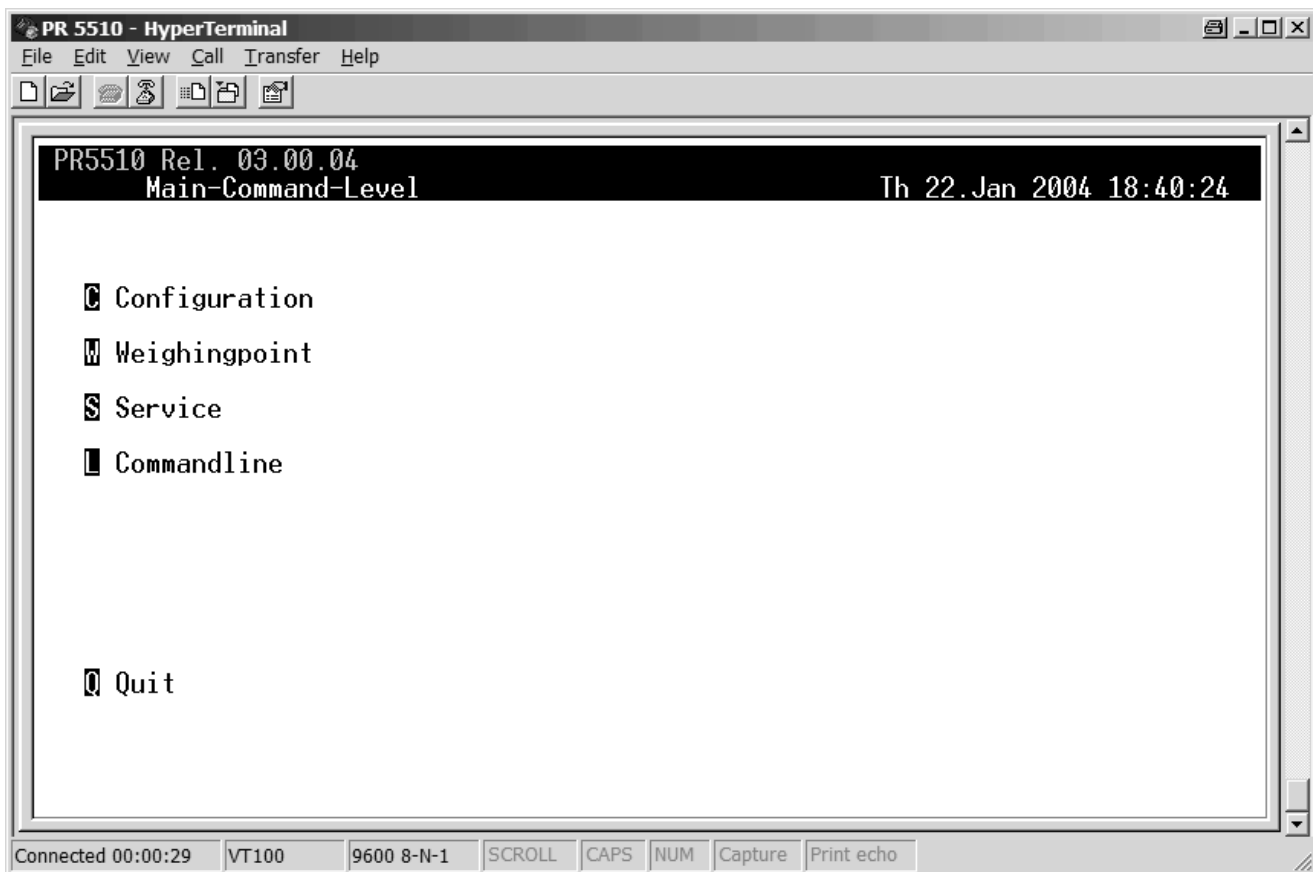 PR 5510 - HyperTerminal
File Edit View Call Transfer Help
PR5510 Rel. 03.00.04
Main-Command-Level Th 22.Jan 2004 18:40:24
C Configuration
W Weighingpoint
S Service
L Commandline
Q Quit
Connected 00:00:29 VT100 9600 8-N-1 SCROLL CAPS NUM Capture Print echo